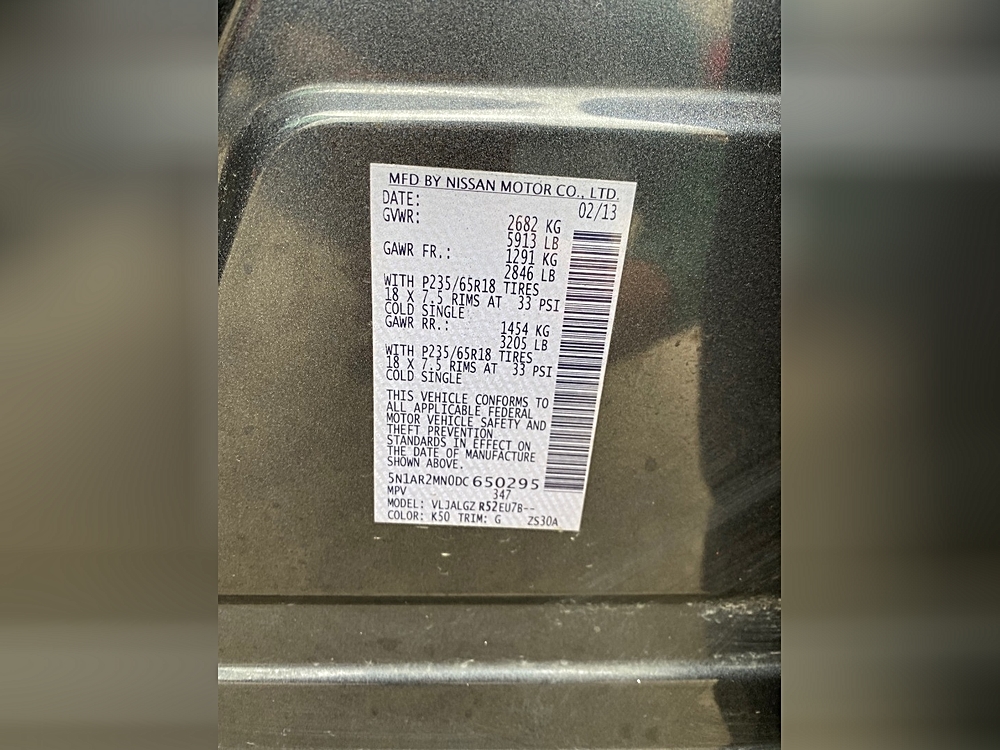 MFD BY NISSAN MOTOR CO., LTD.
DATE: 02/13
GVWR: 2682 KG
5913 LB
GAWR FR.: 1291 KG
2846 LB
WITH P235/65R18 TIRES
18 X 7.5 RIMS AT 33 PSI
COLD SINGLE
GAWR RR.: 1454 KG
3205 LB
WITH P235/65R18 TIRES
18 X 7.5 RIMS AT 33 PSI
COLD SINGLE
THIS VEHICLE CONFORMS TO
ALL APPLICABLE FEDERAL
MOTOR VEHICLE SAFETY AND
THEFT PREVENTION
STANDARDS IN EFFECT ON
THE DATE OF MANUFACTURE
SHOWN ABOVE.
5N1AR2MN0DC650295
MPV 347
MODEL: VLJALGZ R52EU7B--
COLOR: K50 TRIM: G ZS30A